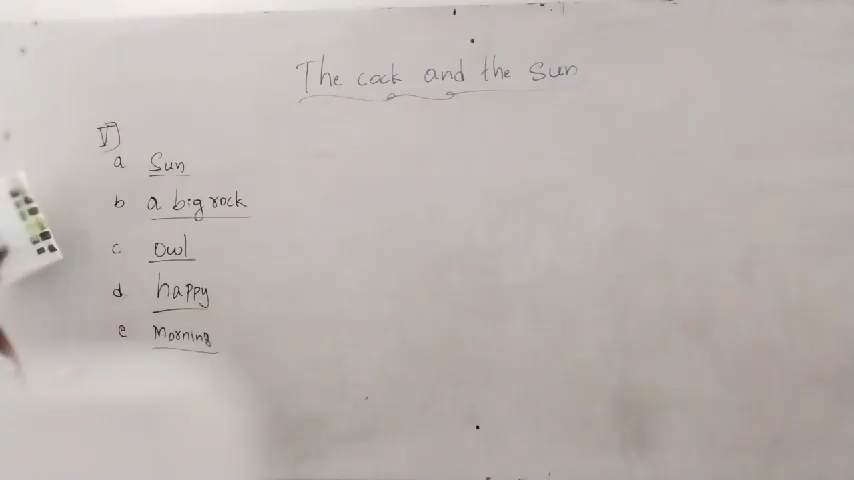 The cock and the Sun
I)
a Sun
b a big rock
c owl
d. happy
e Morning